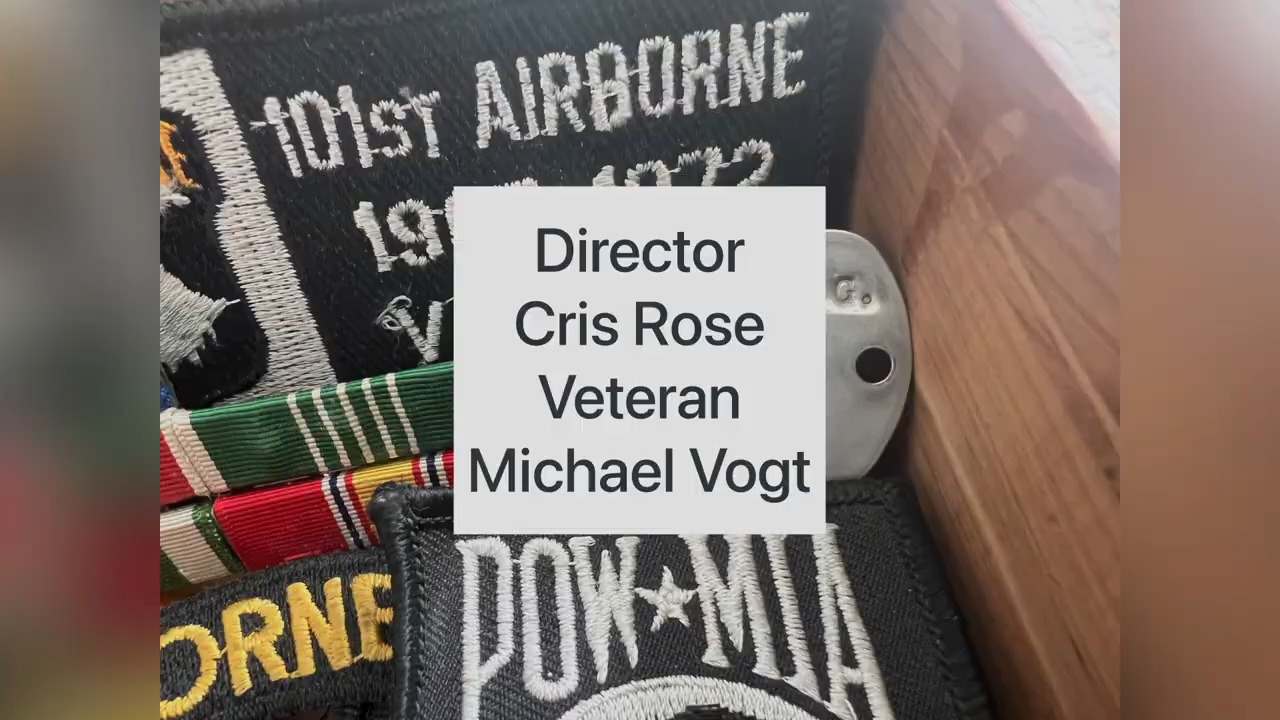 101st AIRBORNE
Director
Cris Rose
Veteran
Michael Vogt
G.
POW★MIA
ORNE